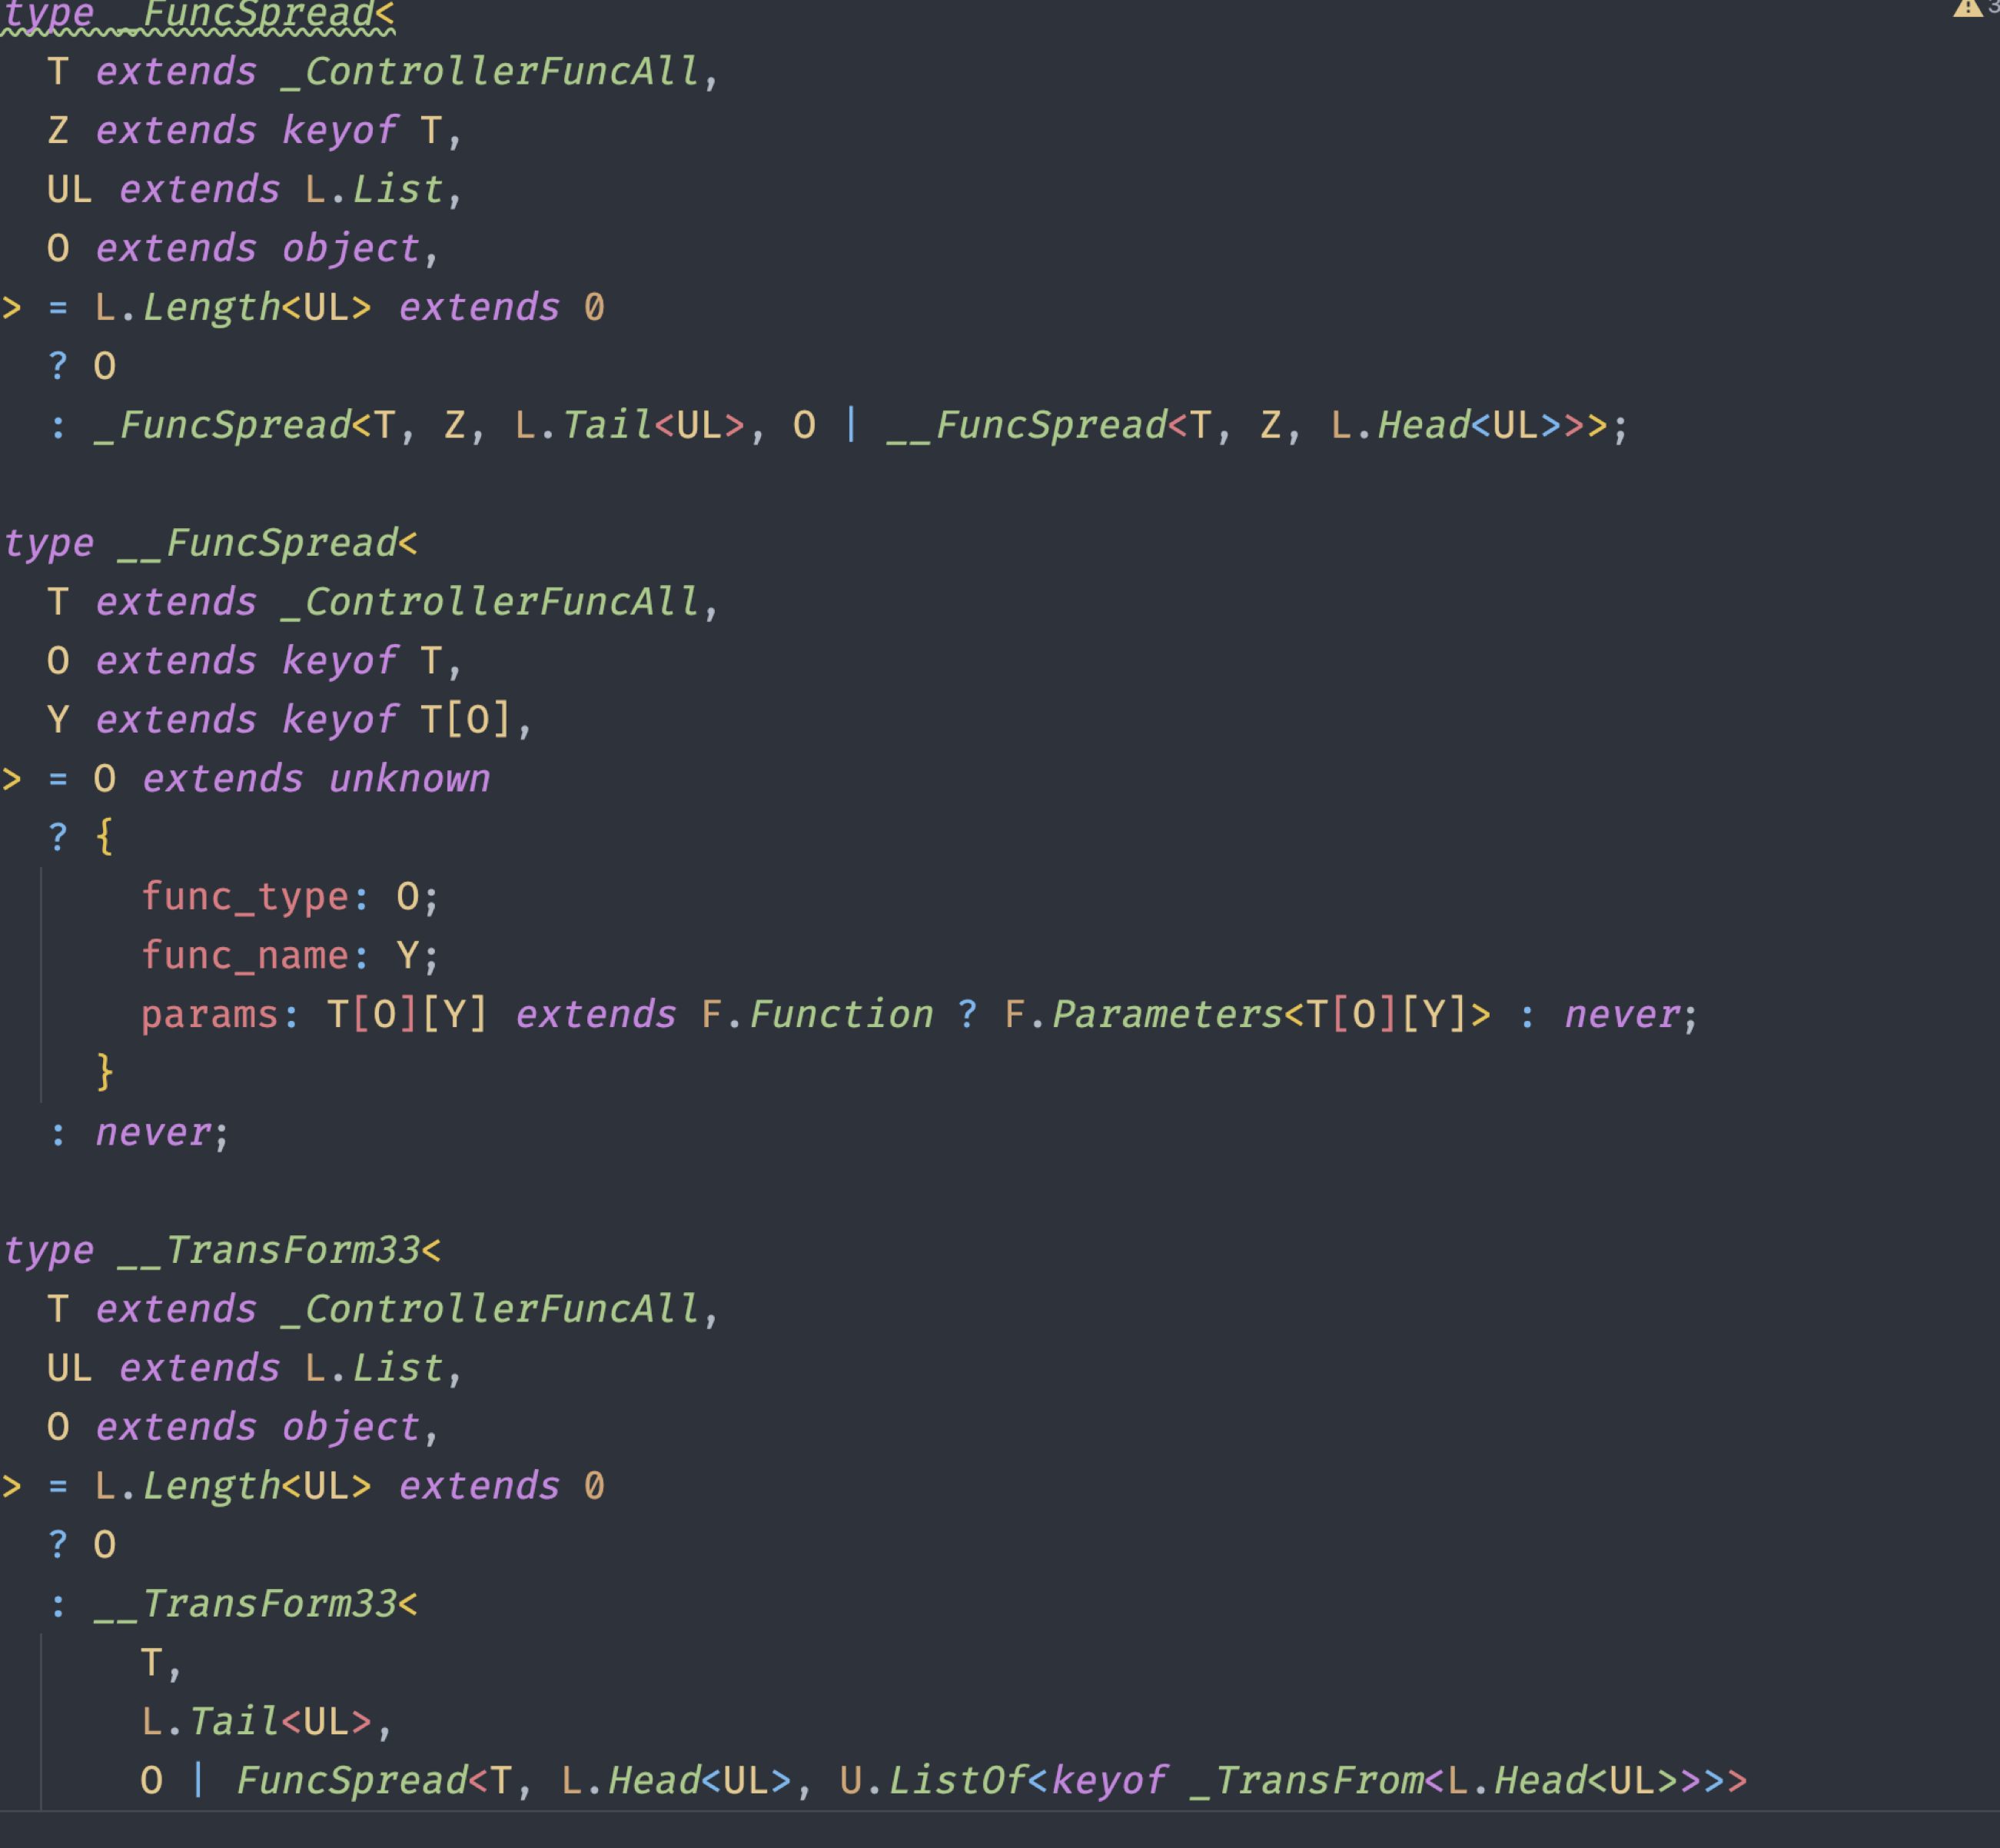 type _FuncSpread<
  T extends _ControllerFuncAll,
  Z extends keyof T,
  UL extends L.List,
  O extends object,
> = L.Length<UL> extends 0
  ? O
  : _FuncSpread<T, Z, L.Tail<UL>, O | __FuncSpread<T, Z, L.Head<UL>>>;

type __FuncSpread<
  T extends _ControllerFuncAll,
  O extends keyof T,
  Y extends keyof T[O],
> = O extends unknown
  ? {
      func_type: O;
      func_name: Y;
      params: T[O][Y] extends F.Function ? F.Parameters<T[O][Y]> : never;
    }
  : never;

type __TransForm33<
  T extends _ControllerFuncAll,
  UL extends L.List,
  O extends object,
> = L.Length<UL> extends 0
  ? O
  : __TransForm33<
      T,
      L.Tail<UL>,
      O | FuncSpread<T, L.Head<UL>, U.ListOf<keyof _TransFrom<L.Head<UL>>>>